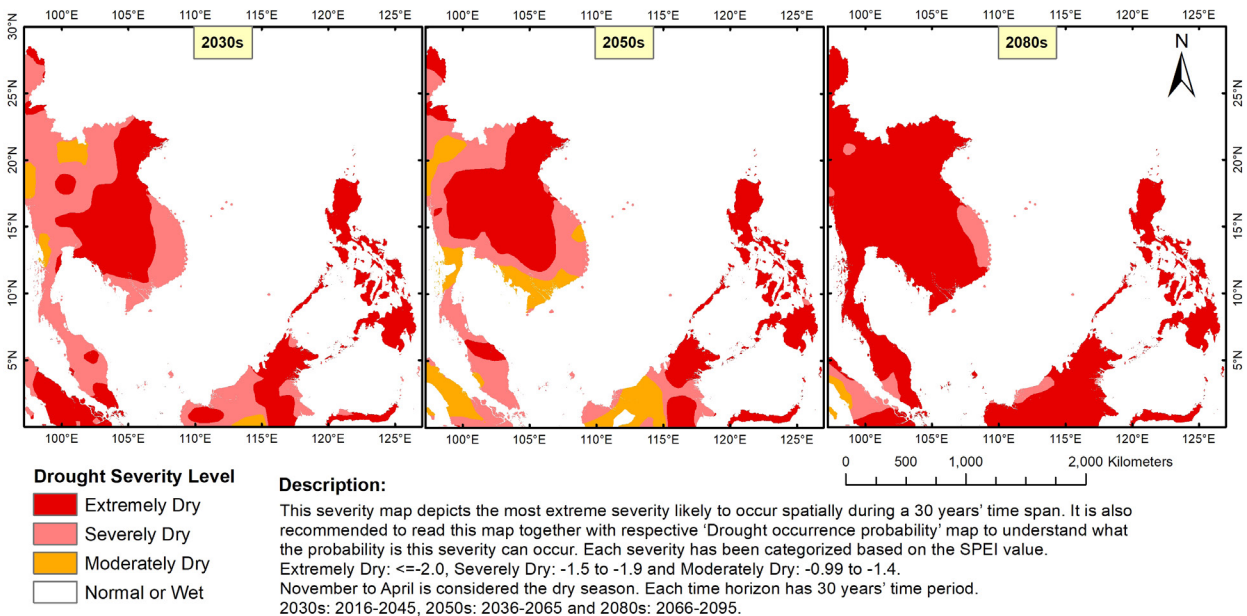 2030s
2050s
2080s
N
30°N
25°N
20°N
15°N
10°N
5°N
25°N
20°N
15°N
10°N
5°N
100°E 105°E 110°E 115°E 120°E 125°E
100°E 105°E 110°E 115°E 120°E 125°E
100°E 105°E 110°E 115°E 120°E 125°E
100°E 105°E 110°E 115°E 120°E 125°E
100°E 105°E 110°E 115°E 120°E 125°E
100°E 105°E 110°E 115°E 120°E 125°E
0 500 1,000 2,000 Kilometers
Drought Severity Level
Extremely Dry
Severely Dry
Moderately Dry
Normal or Wet
Description:
This severity map depicts the most extreme severity likely to occur spatially during a 30 years' time span. It is also
recommended to read this map together with respective 'Drought occurrence probability' map to understand what
the probability is this severity can occur. Each severity has been categorized based on the SPEI value.
Extremely Dry: <=-2.0, Severely Dry: -1.5 to -1.9 and Moderately Dry: -0.99 to -1.4.
November to April is considered the dry season. Each time horizon has 30 years' time period.
2030s: 2016-2045, 2050s: 2036-2065 and 2080s: 2066-2095.